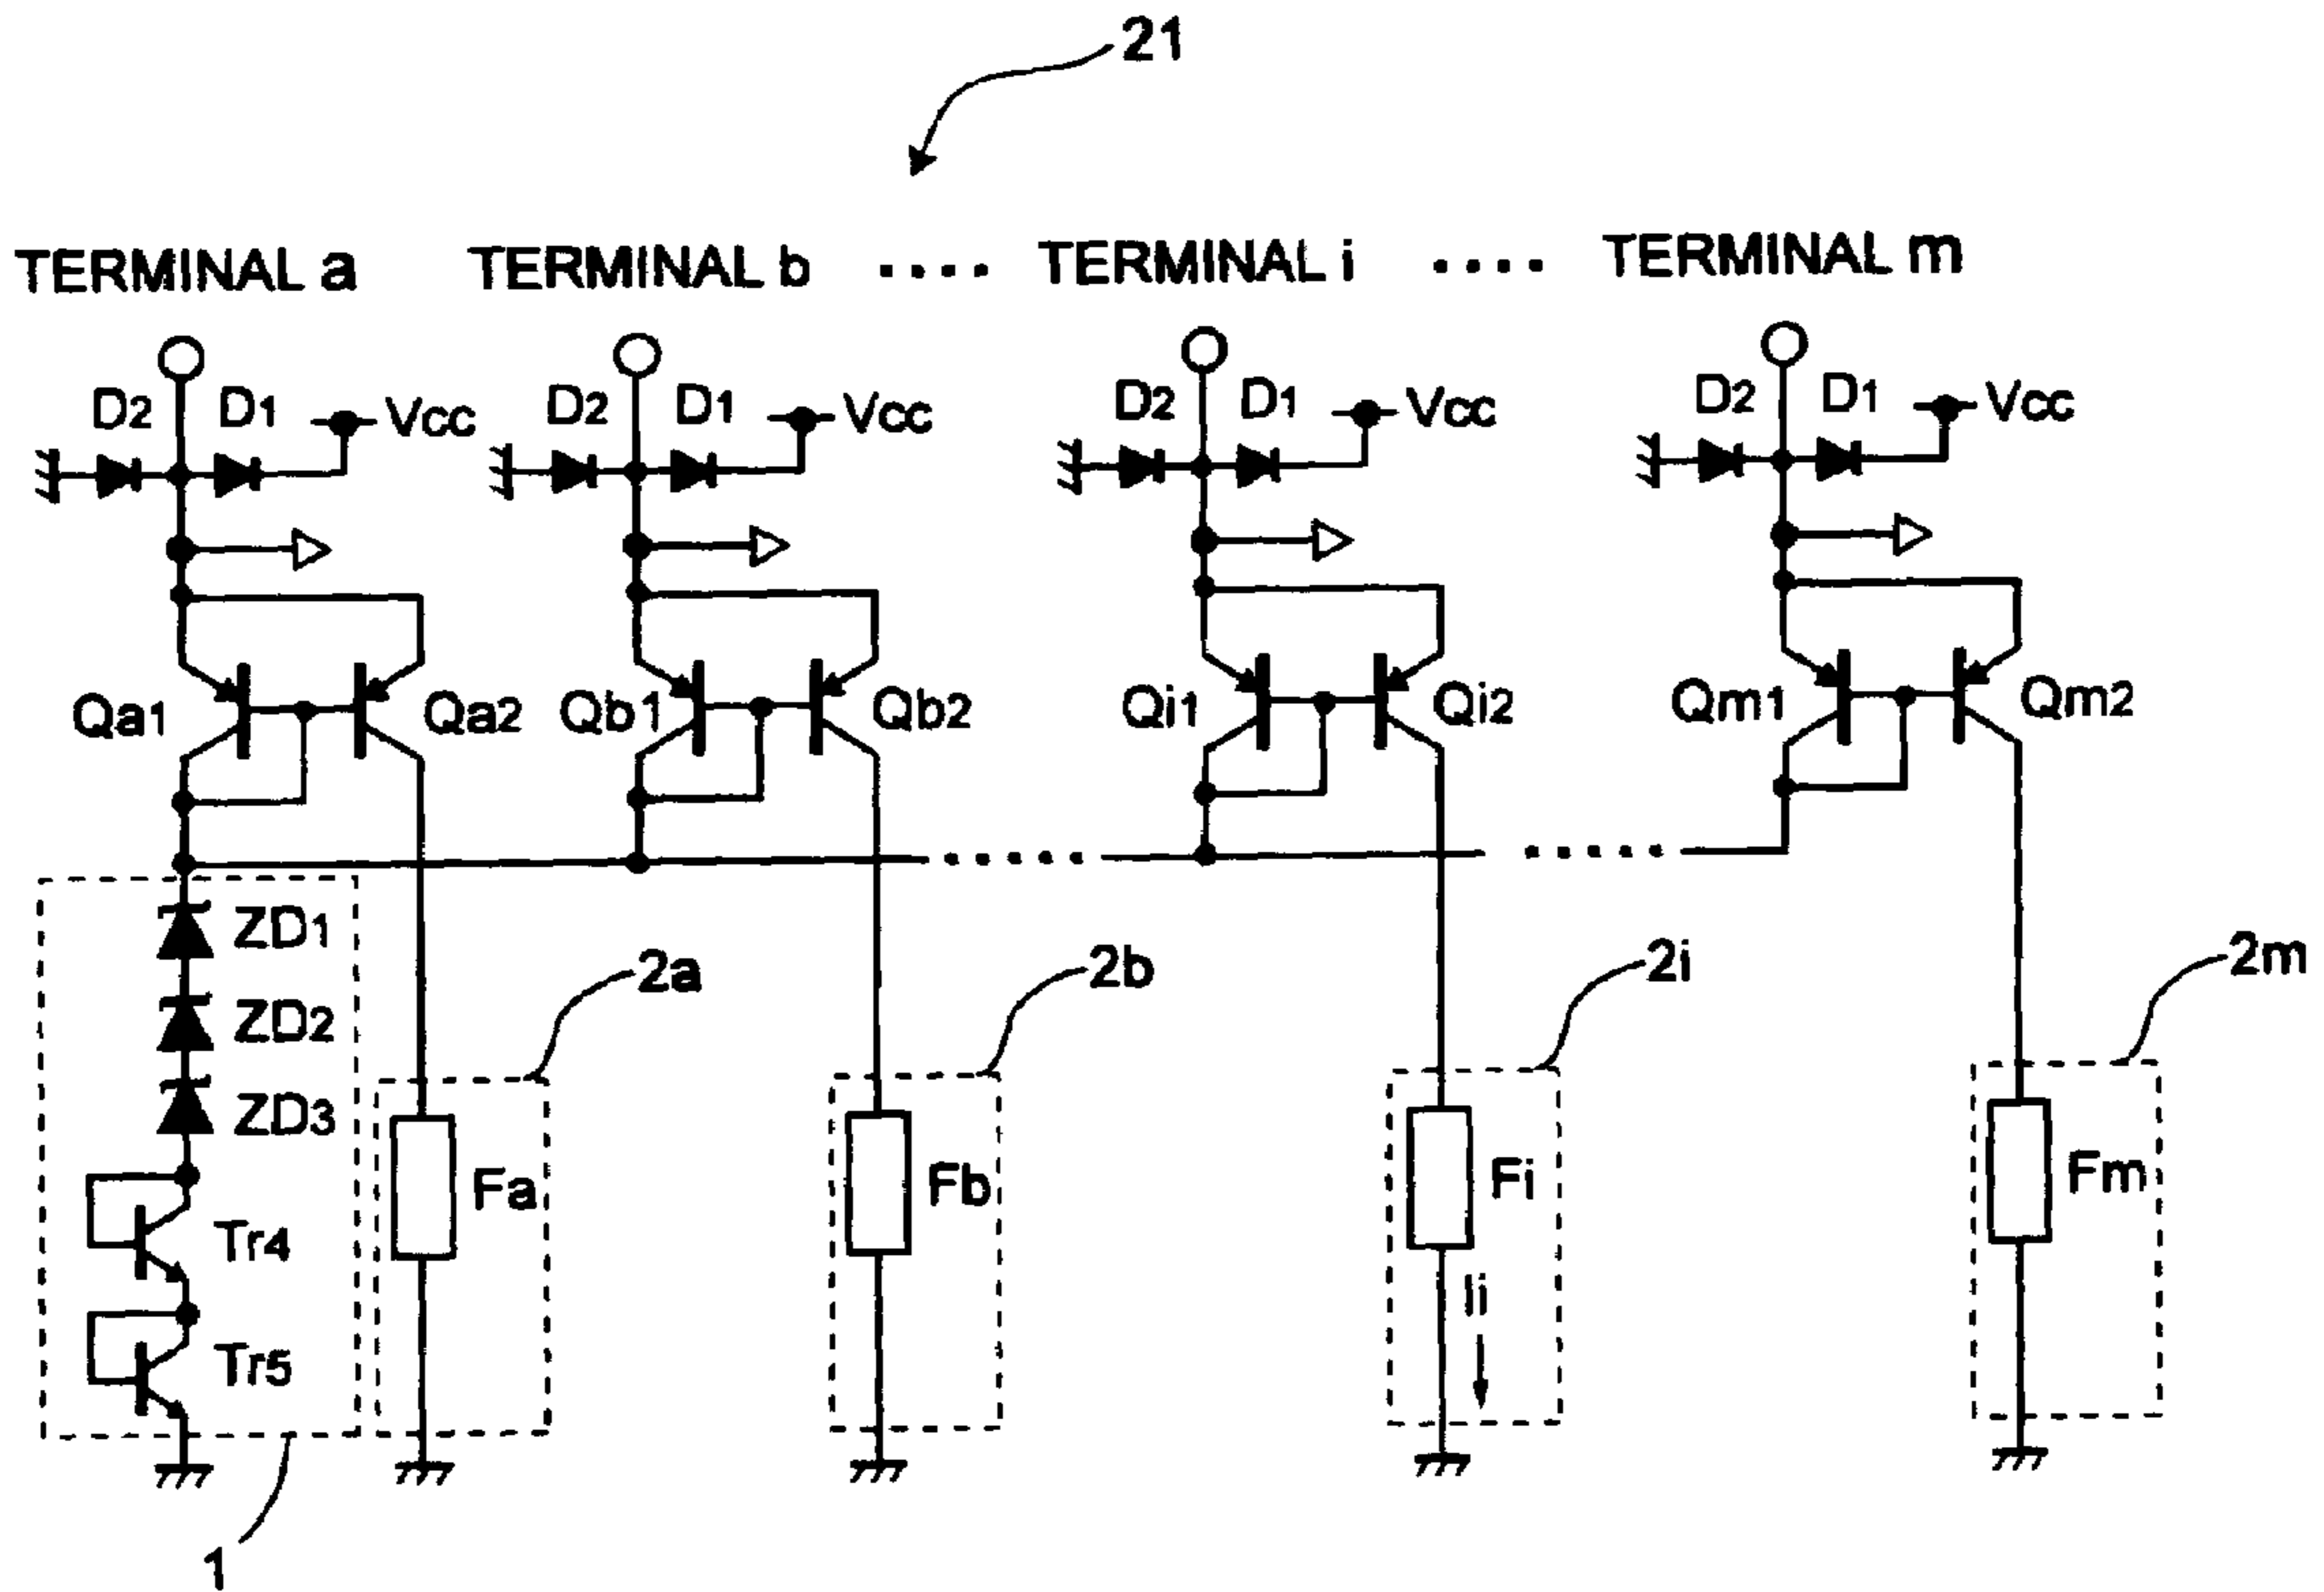 21
TERMINAL a TERMINAL b .... TERMINAL i .... TERMINAL m
D2 D1 Vcc D2 D1 Vcc D2 D1 Vcc D2 D1 Vcc
Qa1 Qa2 Qb1 Qb2 Qi1 Qi2 Qm1 Qm2
ZD1
2a 2b 2i 2m
ZD2
ZD3
Fa Fb Fi Fm
Tr4
Ii
Tr5
1